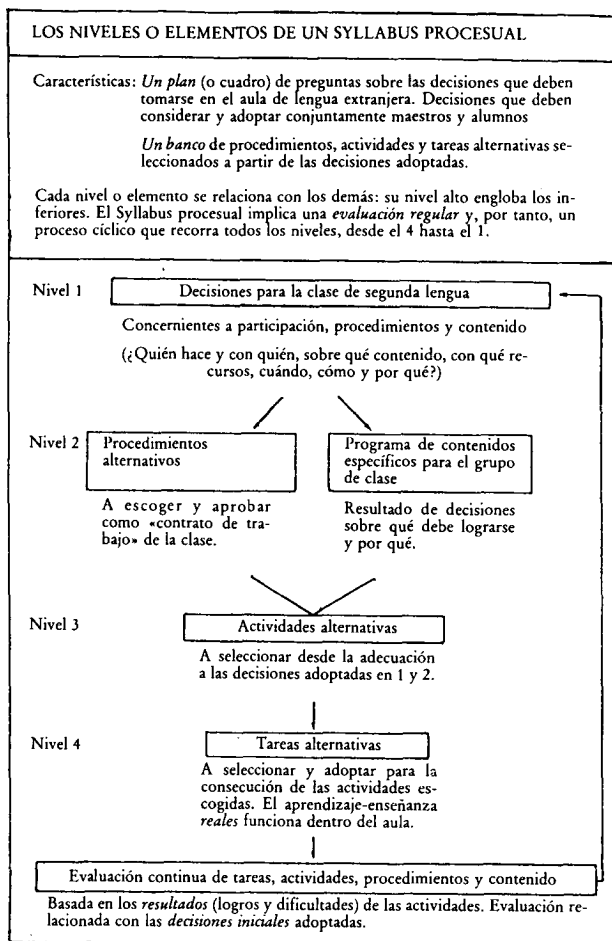 LOS NIVELES O ELEMENTOS DE UN SYLLABUS PROCESUAL
Características: Un plan (o cuadro) de preguntas sobre las decisiones que deben
tomarse en el aula de lengua extranjera. Decisiones que deben
considerar y adoptar conjuntamente maestros y alumnos
Un banco de procedimientos, actividades y tareas alternativas se-
leccionados a partir de las decisiones adoptadas.
Cada nivel o elemento se relaciona con los demás: su nivel alto engloba los in-
feriores. El Syllabus procesual implica una evaluación regular y, por tanto, un
proceso cíclico que recorra todos los niveles, desde el 4 hasta el 1.
Nivel 1
Decisiones para la clase de segunda lengua
Concernientes a participación, procedimientos y contenido
(¿Quién hace y con quién, sobre qué contenido, con qué re-
cursos, cuándo, cómo y por qué?)
Nivel 2
Procedimientos
alternativos
A escoger y aprobar
como «contrato de tra-
bajo» de la clase.
Programa de contenidos
específicos para el grupo
de clase
Resultado de decisiones
sobre qué debe lograrse
y por qué.
Nivel 3
Actividades alternativas
A seleccionar desde la adecuación
a las decisiones adoptadas en 1 y 2.
Nivel 4
Tareas alternativas
A seleccionar y adoptar para la
consecución de las actividades es-
cogidas. El aprendizaje-enseñanza
reales funciona dentro del aula.
Evaluación continua de tareas, actividades, procedimientos y contenido
Basada en los resultados (logros y dificultades) de las actividades. Evaluación re-
lacionada con las decisiones iniciales adoptadas.